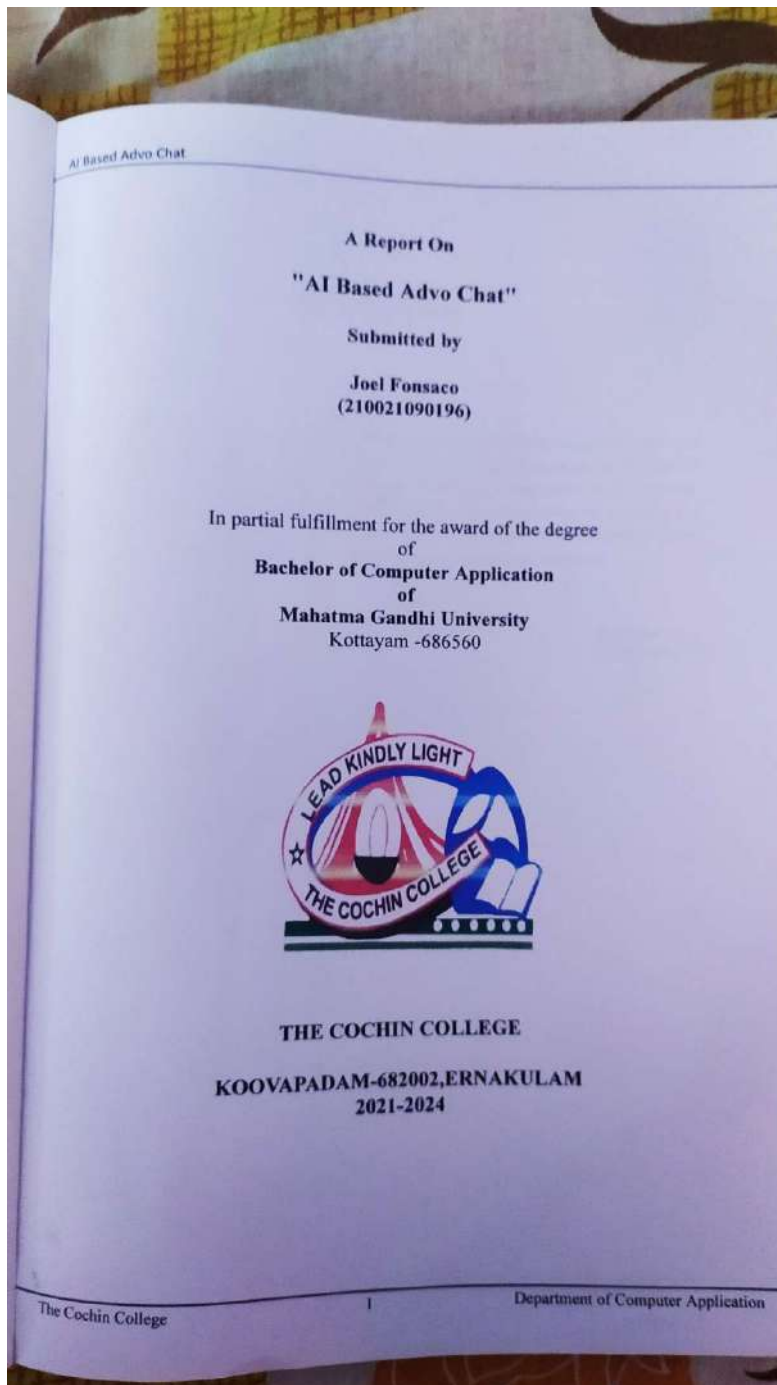 AI Based Advo Chat
A Report On
"AI Based Advo Chat"
Submitted by
Joel Fonsaco
(210021090196)
In partial fulfillment for the award of the degree
of
Bachelor of Computer Application
of
Mahatma Gandhi University
Kottayam -686560
LEAD KINDLY LIGHT
THE COCHIN COLLEGE
THE COCHIN COLLEGE
KOOVAPADAM-682002,ERNAKULAM
2021-2024
The Cochin College I Department of Computer Application